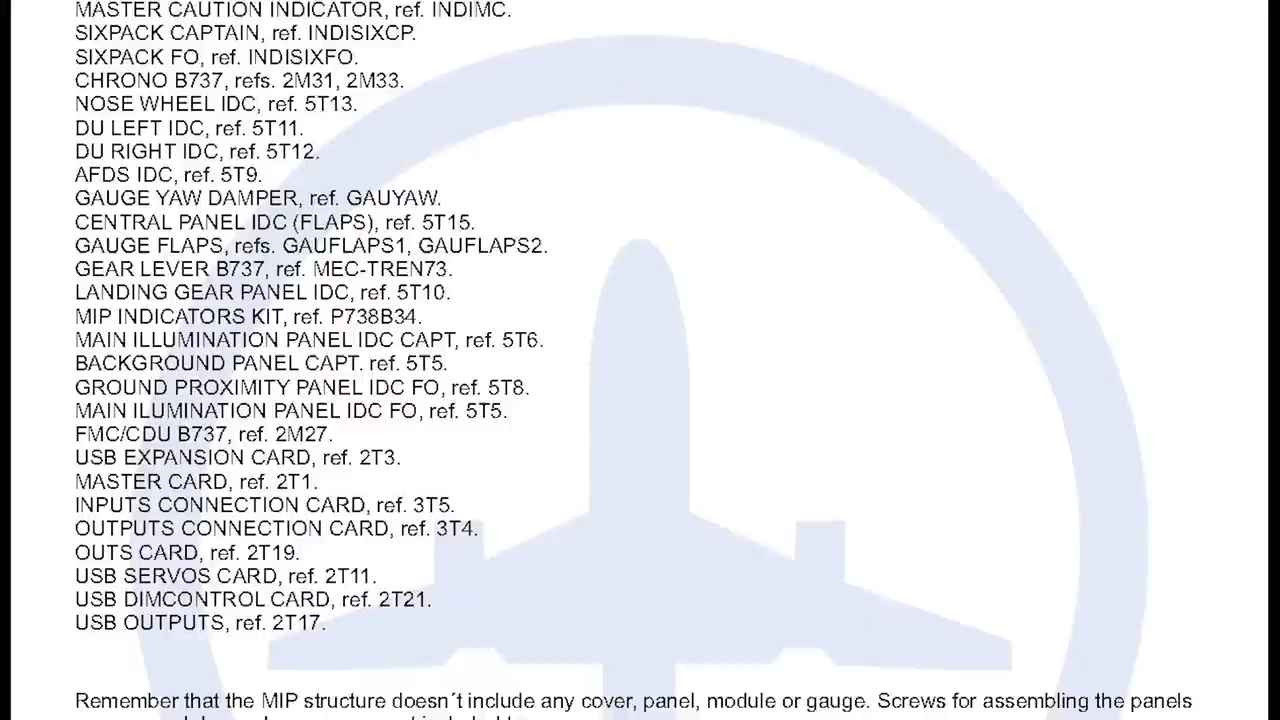 MASTER CAUTION INDICATOR, ref. INDIMC.
SIXPACK CAPTAIN, ref. INDISIXCP.
SIXPACK FO, ref. INDISIXFO.
CHRONO B737, refs. 2M31, 2M33.
NOSE WHEEL IDC, ref. 5T13.
DU LEFT IDC, ref. 5T11.
DU RIGHT IDC, ref. 5T12.
AFDS IDC, ref. 5T9.
GAUGE YAW DAMPER, ref. GAUYAW.
CENTRAL PANEL IDC (FLAPS), ref. 5T15.
GAUGE FLAPS, refs. GAUFLAPS1, GAUFLAPS2.
GEAR LEVER B737, ref. MEC-TREN73.
LANDING GEAR PANEL IDC, ref. 5T10.
MIP INDICATORS KIT, ref. P738B34.
MAIN ILLUMINATION PANEL IDC CAPT, ref. 5T6.
BACKGROUND PANEL CAPT. ref. 5T5.
GROUND PROXIMITY PANEL IDC FO, ref. 5T8.
MAIN ILUMINATION PANEL IDC FO, ref. 5T5.
FMC/CDU B737, ref. 2M27.
USB EXPANSION CARD, ref. 2T3.
MASTER CARD, ref. 2T1.
INPUTS CONNECTION CARD, ref. 3T5.
OUTPUTS CONNECTION CARD, ref. 3T4.
OUTS CARD, ref. 2T19.
USB SERVOS CARD, ref. 2T11.
USB DIMCONTROL CARD, ref. 2T21.
USB OUTPUTS, ref. 2T17.
Remember that the MIP structure doesn´t include any cover, panel, module or gauge. Screws for assembling the panels